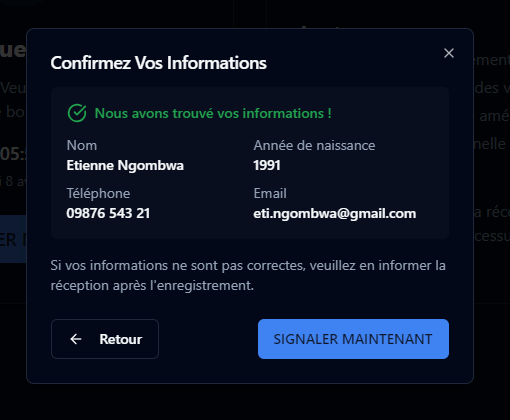 Confirmez Vos Informations
Nous avons trouvé vos informations !
Nom
Année de naissance
Etienne Ngombwa
1991
Téléphone
Email
09876 543 21
eti.ngombwa@gmail.com
Si vos informations ne sont pas correctes, veuillez en informer la
réception après l'enregistrement.
Retour
SIGNALER MAINTENANT